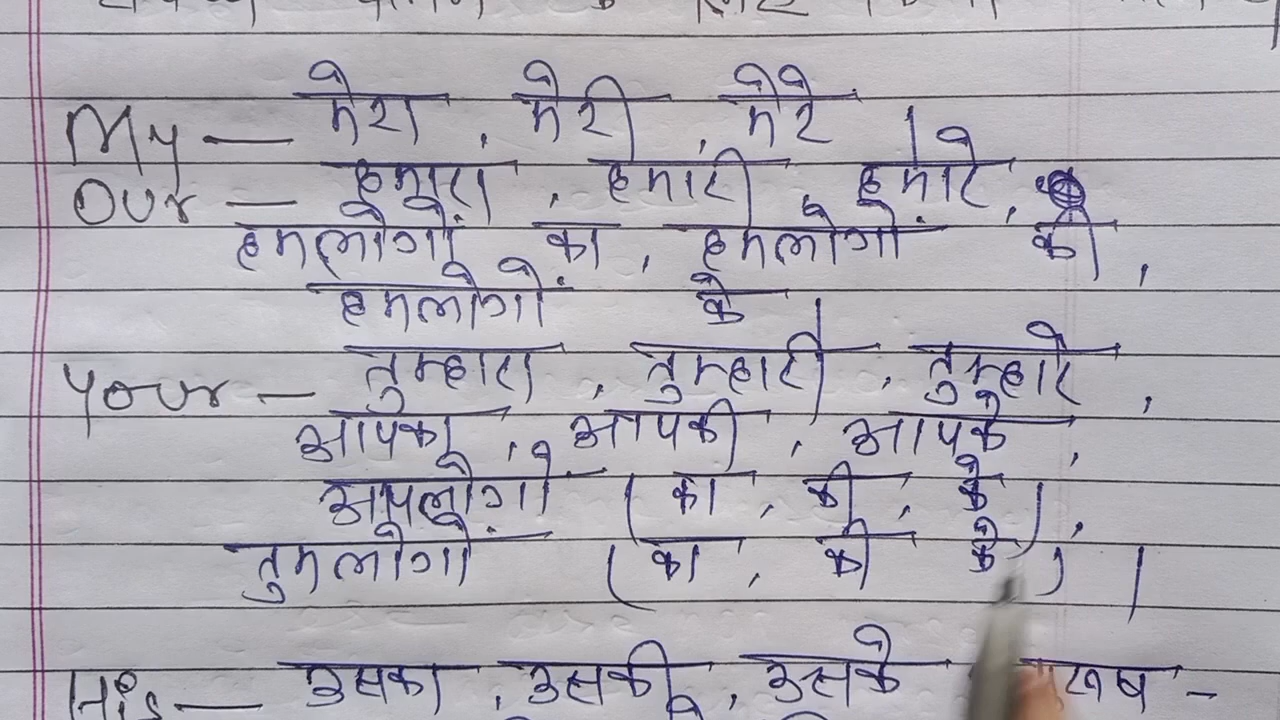 के लिए
My — मेरा, मेरी, मेरे
Our — हमारा, हमारी, हमारे,
हमलोगों का, हमलोगों की,
हमलोगों के
Your — तुम्हारा, तुम्हारी, तुम्हारे,
आपका, आपकी, आपके,
आपलोगों (का, की, के),
तुमलोगों (का, की के),।
His — उसका, उसकी, उसके -